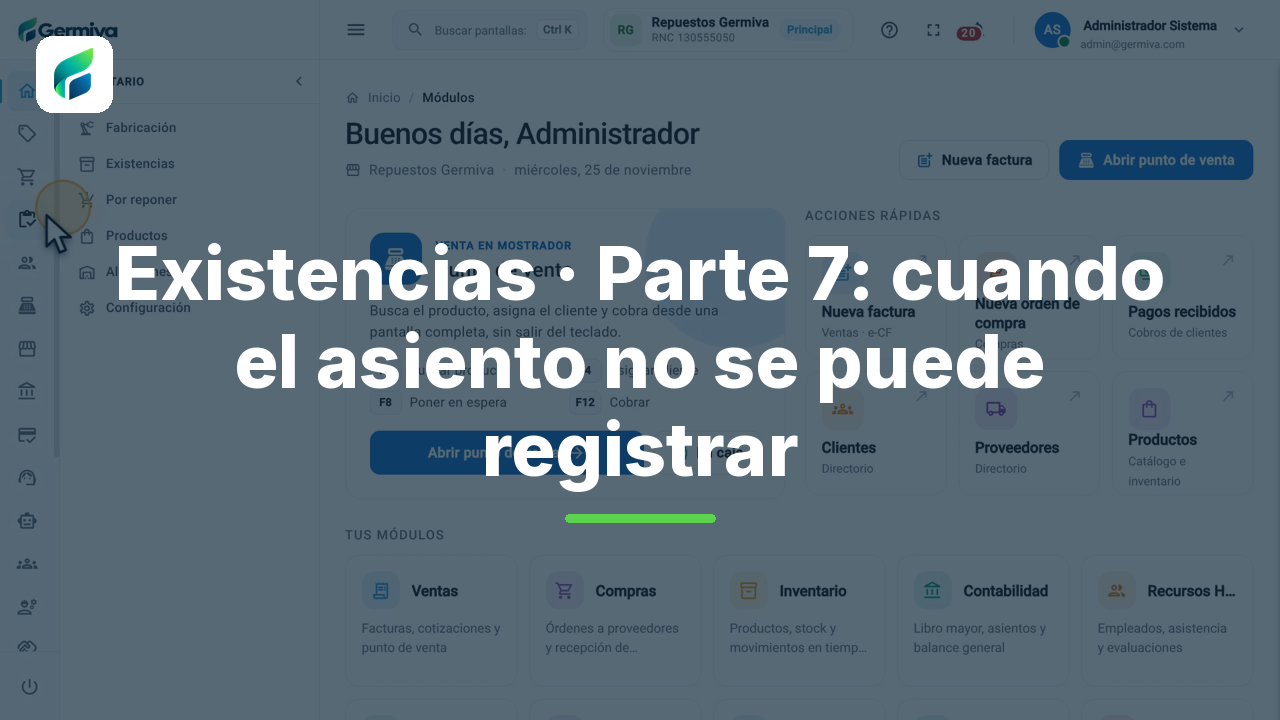 Germiva
Buscar pantallas:
Ctrl K
RG
Repuestos Germiva
RNC 130555050
Principal
20
AS
Administrador Sistema
admin@germiva.com
TARIO
Fabricación
Existencias
Por reponer
Productos
Configuración
Inicio / Módulos
Buenos días, Administrador
Repuestos Germiva · miércoles, 25 de noviembre
Nueva factura
Abrir punto de venta
VENTA EN MOSTRADOR
Busca el producto, asigna el cliente y cobra desde una
pantalla completa, sin salir del teclado.
F8 Poner en espera
F12 Cobrar
ACCIONES RÁPIDAS
Nueva factura
Ventas · e-CF
Nueva orden de
compra
Compras
Pagos recibidos
Cobros de clientes
Clientes
Directorio
Proveedores
Directorio
Productos
Catálogo e
inventario
Existencias · Parte 7: cuando
el asiento no se puede
registrar
TUS MÓDULOS
Ventas
Facturas, cotizaciones y
punto de venta
Compras
Órdenes a proveedores
y recepción de...
Inventario
Productos, stock y
movimientos en tiemp...
Contabilidad
Libro mayor, asientos y
balance general
Recursos H...
Empleados, asistencia
y evaluaciones